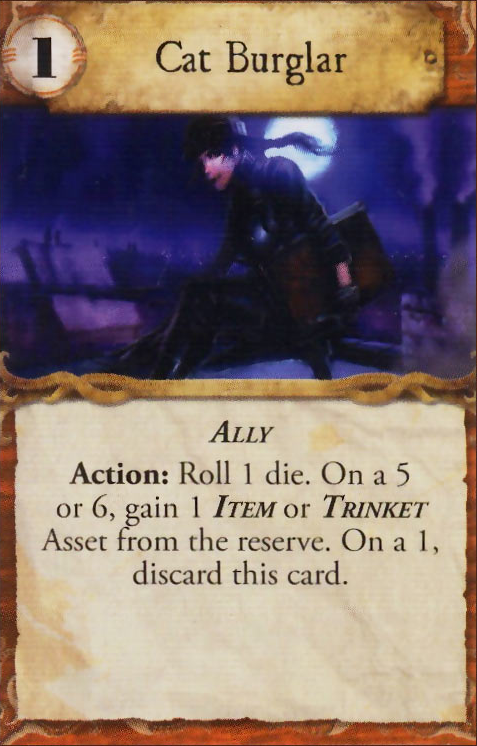 1
Cat Burglar
ALLY
Action: Roll 1 die. On a 5
or 6, gain 1 ITEM or TRINKET
Asset from the reserve. On a 1,
discard this card.